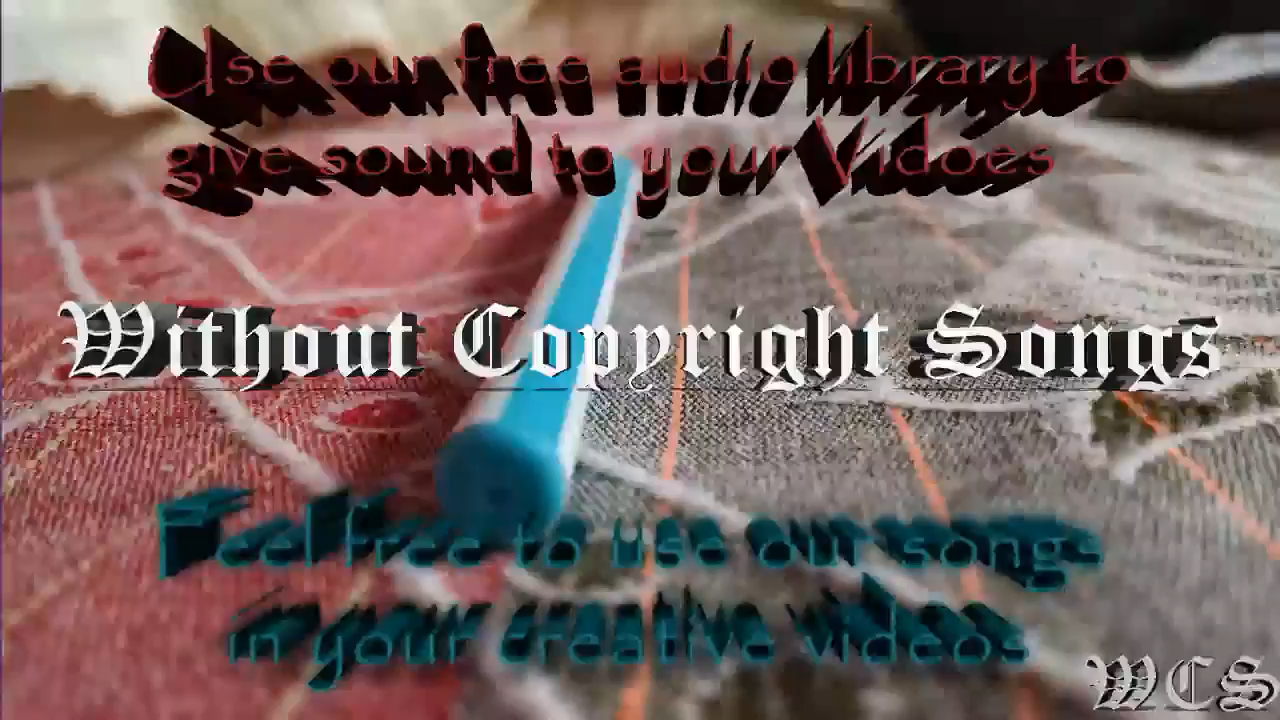 Use our free audio library to
give sound to your Vidoes
Without Copyright Songs
Feel free to use our songs
in your creative videos
WCS